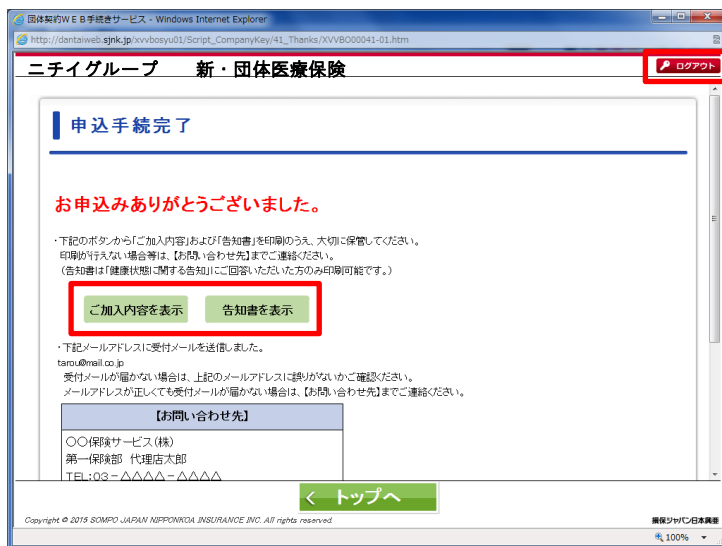 団体契約ＷＥＢ手続きサービス - Windows Internet Explorer
http://dantaiweb.sjnk.jp/xvvbosyu01/Script_CompanyKey/41_Thanks/XVVBO00041-01.htm
ニチイグループ　　新・団体医療保険
ログアウト
申込手続完了
お申込みありがとうございました。
・下記のボタンから「ご加入内容」および「告知書」を印刷のうえ、大切に保管してください。
印刷が行えない場合等は、【お問い合わせ先】までご連絡ください。
（告知書は「健康状態に関する告知」にご回答いただいた方のみ印刷可能です。）
ご加入内容を表示　告知書を表示
・下記メールアドレスに受付メールを送信しました。
tarou@mail.co.jp
受付メールが届かない場合は、上記のメールアドレスに誤りがないかご確認ください。
メールアドレスが正しくても受付メールが届かない場合は、【お問い合わせ先】までご連絡ください。
【お問い合わせ先】
〇〇保険サービス（株）
第一保険部 代理店太郎
TEL:03－△△△△－△△△△
＜ トップへ
Copyright © 2015 SOMPO JAPAN NIPPONKOA INSURANCE INC. All rights reserved.
損保ジャパン日本興亜
100%